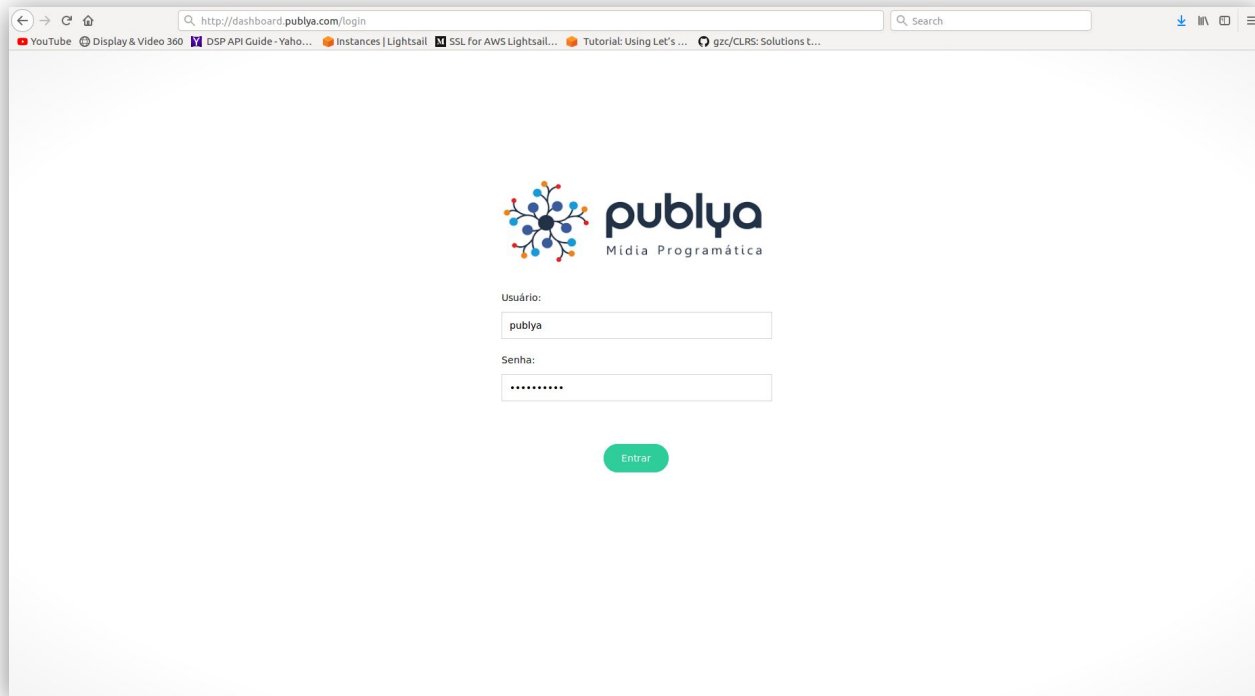 http://dashboard.publya.com/login
Search
YouTube Display & Video 360 DSP API Guide - Yaho... Instances | Lightsail SSL for AWS Lightsail... Tutorial: Using Let's ... gzc/CLRS: Solutions t...
publya
Mídia Programática
Usuário:
publya
Senha:
••••••••••
Entrar